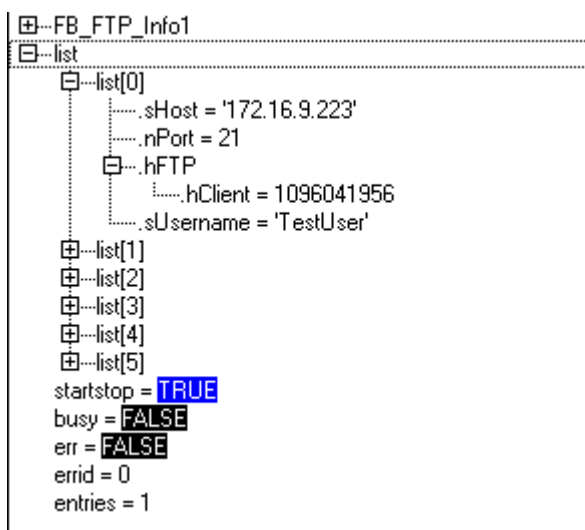 FB_FTP_Info1
list
list[0]
.sHost = '172.16.9.223'
.nPort = 21
.hFTP
.hClient = 1096041956
.sUsername = 'TestUser'
list[1]
list[2]
list[3]
list[4]
list[5]
startstop = TRUE
busy = FALSE
err = FALSE
errid = 0
entries = 1